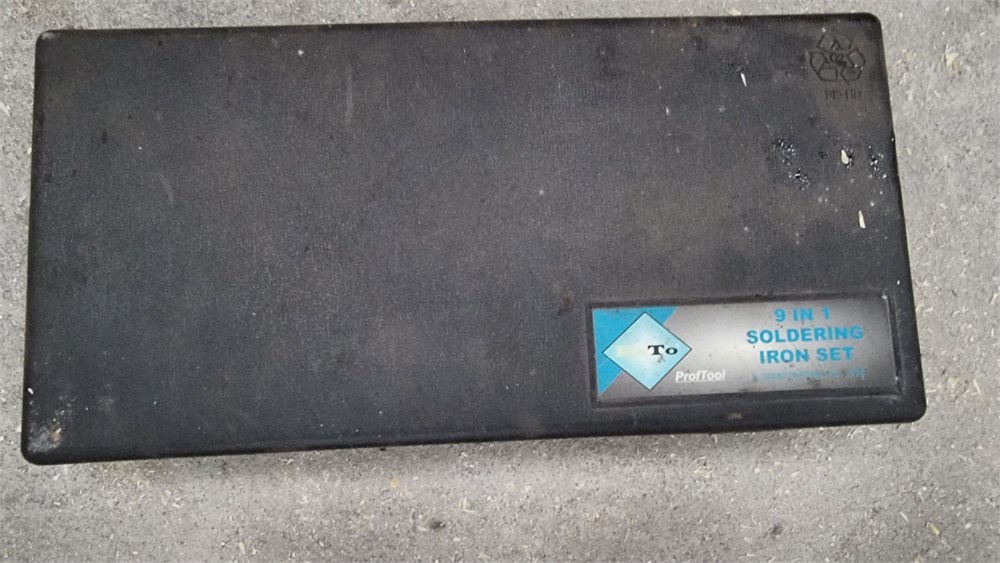 To
ProfTool
9 IN 1
SOLDERING
IRON SET